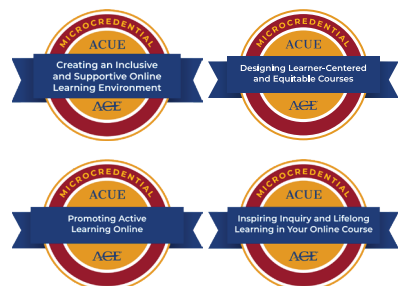 MICROCREDENTIAL
ACUE
Creating an Inclusive
and Supportive Online
Learning Environment
ACE
MICROCREDENTIAL
ACUE
Designing Learner-Centered
and Equitable Courses
ACE
MICROCREDENTIAL
ACUE
Promoting Active
Learning Online
ACE
MICROCREDENTIAL
ACUE
Inspiring Inquiry and Lifelong
Learning in Your Online Course
ACE